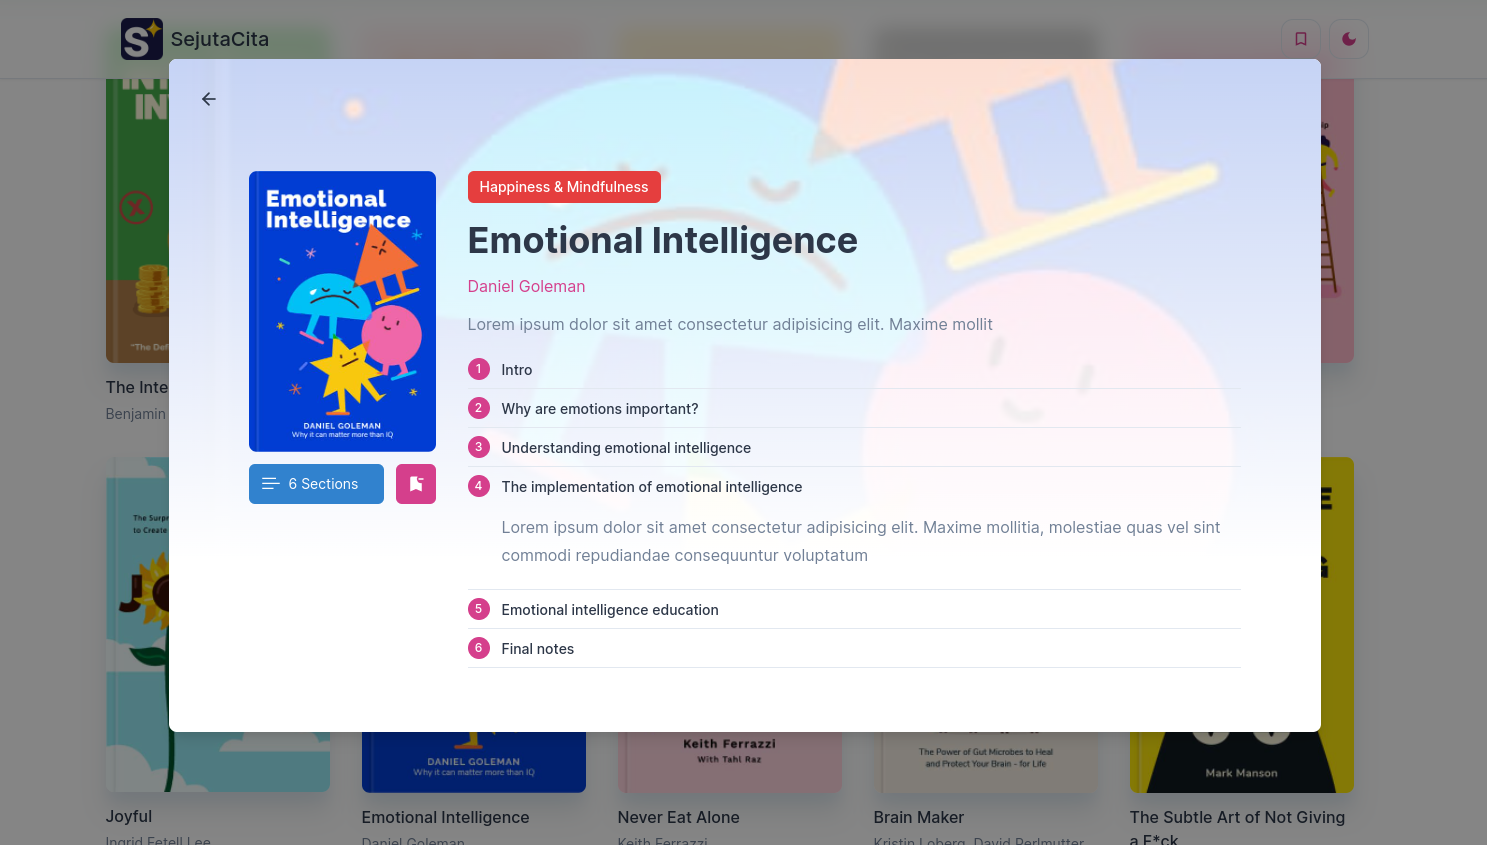 SejutaCita
Happiness & Mindfulness
Emotional Intelligence
Daniel Goleman
Lorem ipsum dolor sit amet consectetur adipisicing elit. Maxime mollit
1 Intro
2 Why are emotions important?
3 Understanding emotional intelligence
4 The implementation of emotional intelligence
Lorem ipsum dolor sit amet consectetur adipisicing elit. Maxime mollitia, molestiae quas vel sint
commodi repudiandae consequuntur voluptatum
5 Emotional intelligence education
6 Final notes
Emotional
Intelligence
DANIEL GOLEMAN
Why it can matter more than IQ
6 Sections
"The Def
The Inte
Benjamin
The Surpr
to Create
J
DANIEL GOLEMAN
Why it can matter more than IQ
Keith Ferrazzi
With Tahl Raz
The Power of Gut Microbes to Heal
and Protect Your Brain - for Life
Mark Manson
Joyful
Ingrid Fetell Lee
Emotional Intelligence
Daniel Goleman
Never Eat Alone
Keith Ferrazzi
Brain Maker
Kristin Loberg, David Perlmutter
The Subtle Art of Not Giving
a F*ck